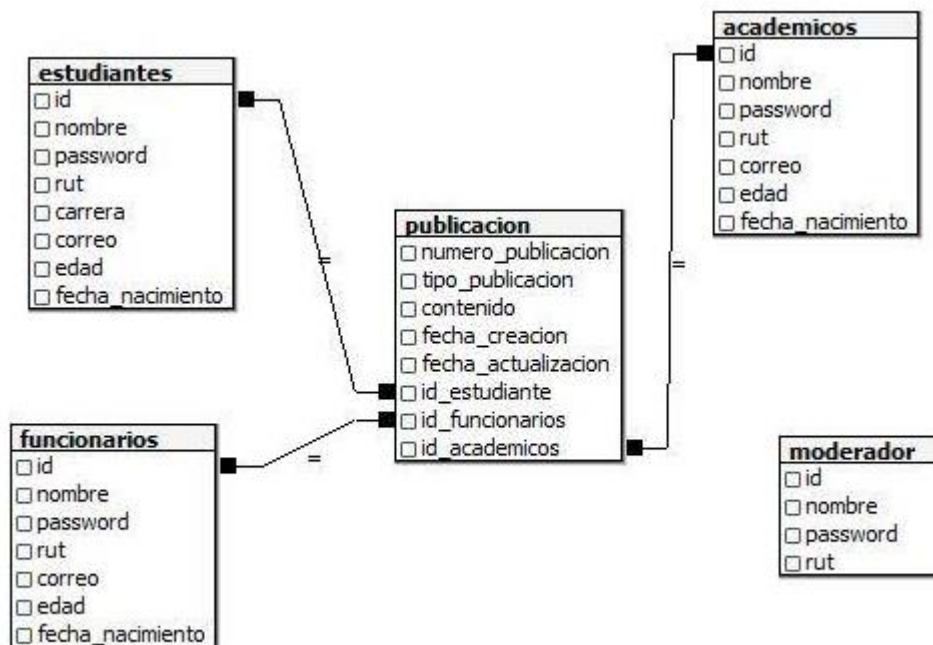 estudiantes
id
nombre
password
rut
carrera
correo
edad
fecha_nacimiento
academicos
id
nombre
password
rut
correo
edad
fecha_nacimiento
publicacion
numero_publicacion
tipo_publicacion
contenido
fecha_creacion
fecha_actualizacion
id_estudiante
id_funcionarios
id_academicos
=
=
=
funcionarios
id
nombre
password
rut
correo
edad
fecha_nacimiento
moderador
id
nombre
password
rut